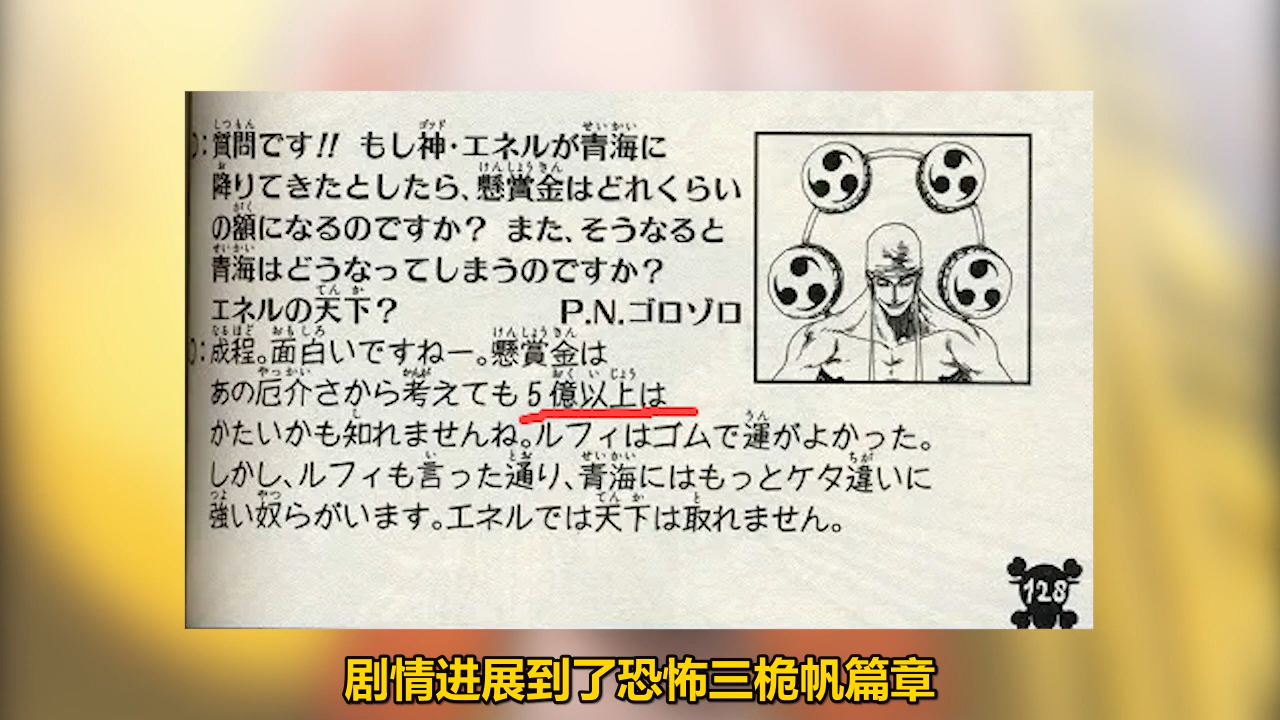 D:質問です!! もし神・エネルが青海に
降りてきたとしたら、懸賞金はどれくらい
の額になるのですか? また、そうなると
青海はどうなってしまうのですか?
エネルの天下? P.N.ゴロゾロ
O:成程。面白いですねー。懸賞金は
あの厄介さから考えても5億以上は
かたいかも知れませんね。ルフィはゴムで運がよかった。
しかし、ルフィも言った通り、青海にはもっとケタ違いに
強い奴らがいます。エネルでは天下は取れません。
128
剧情进展到了恐怖三桅帆篇章